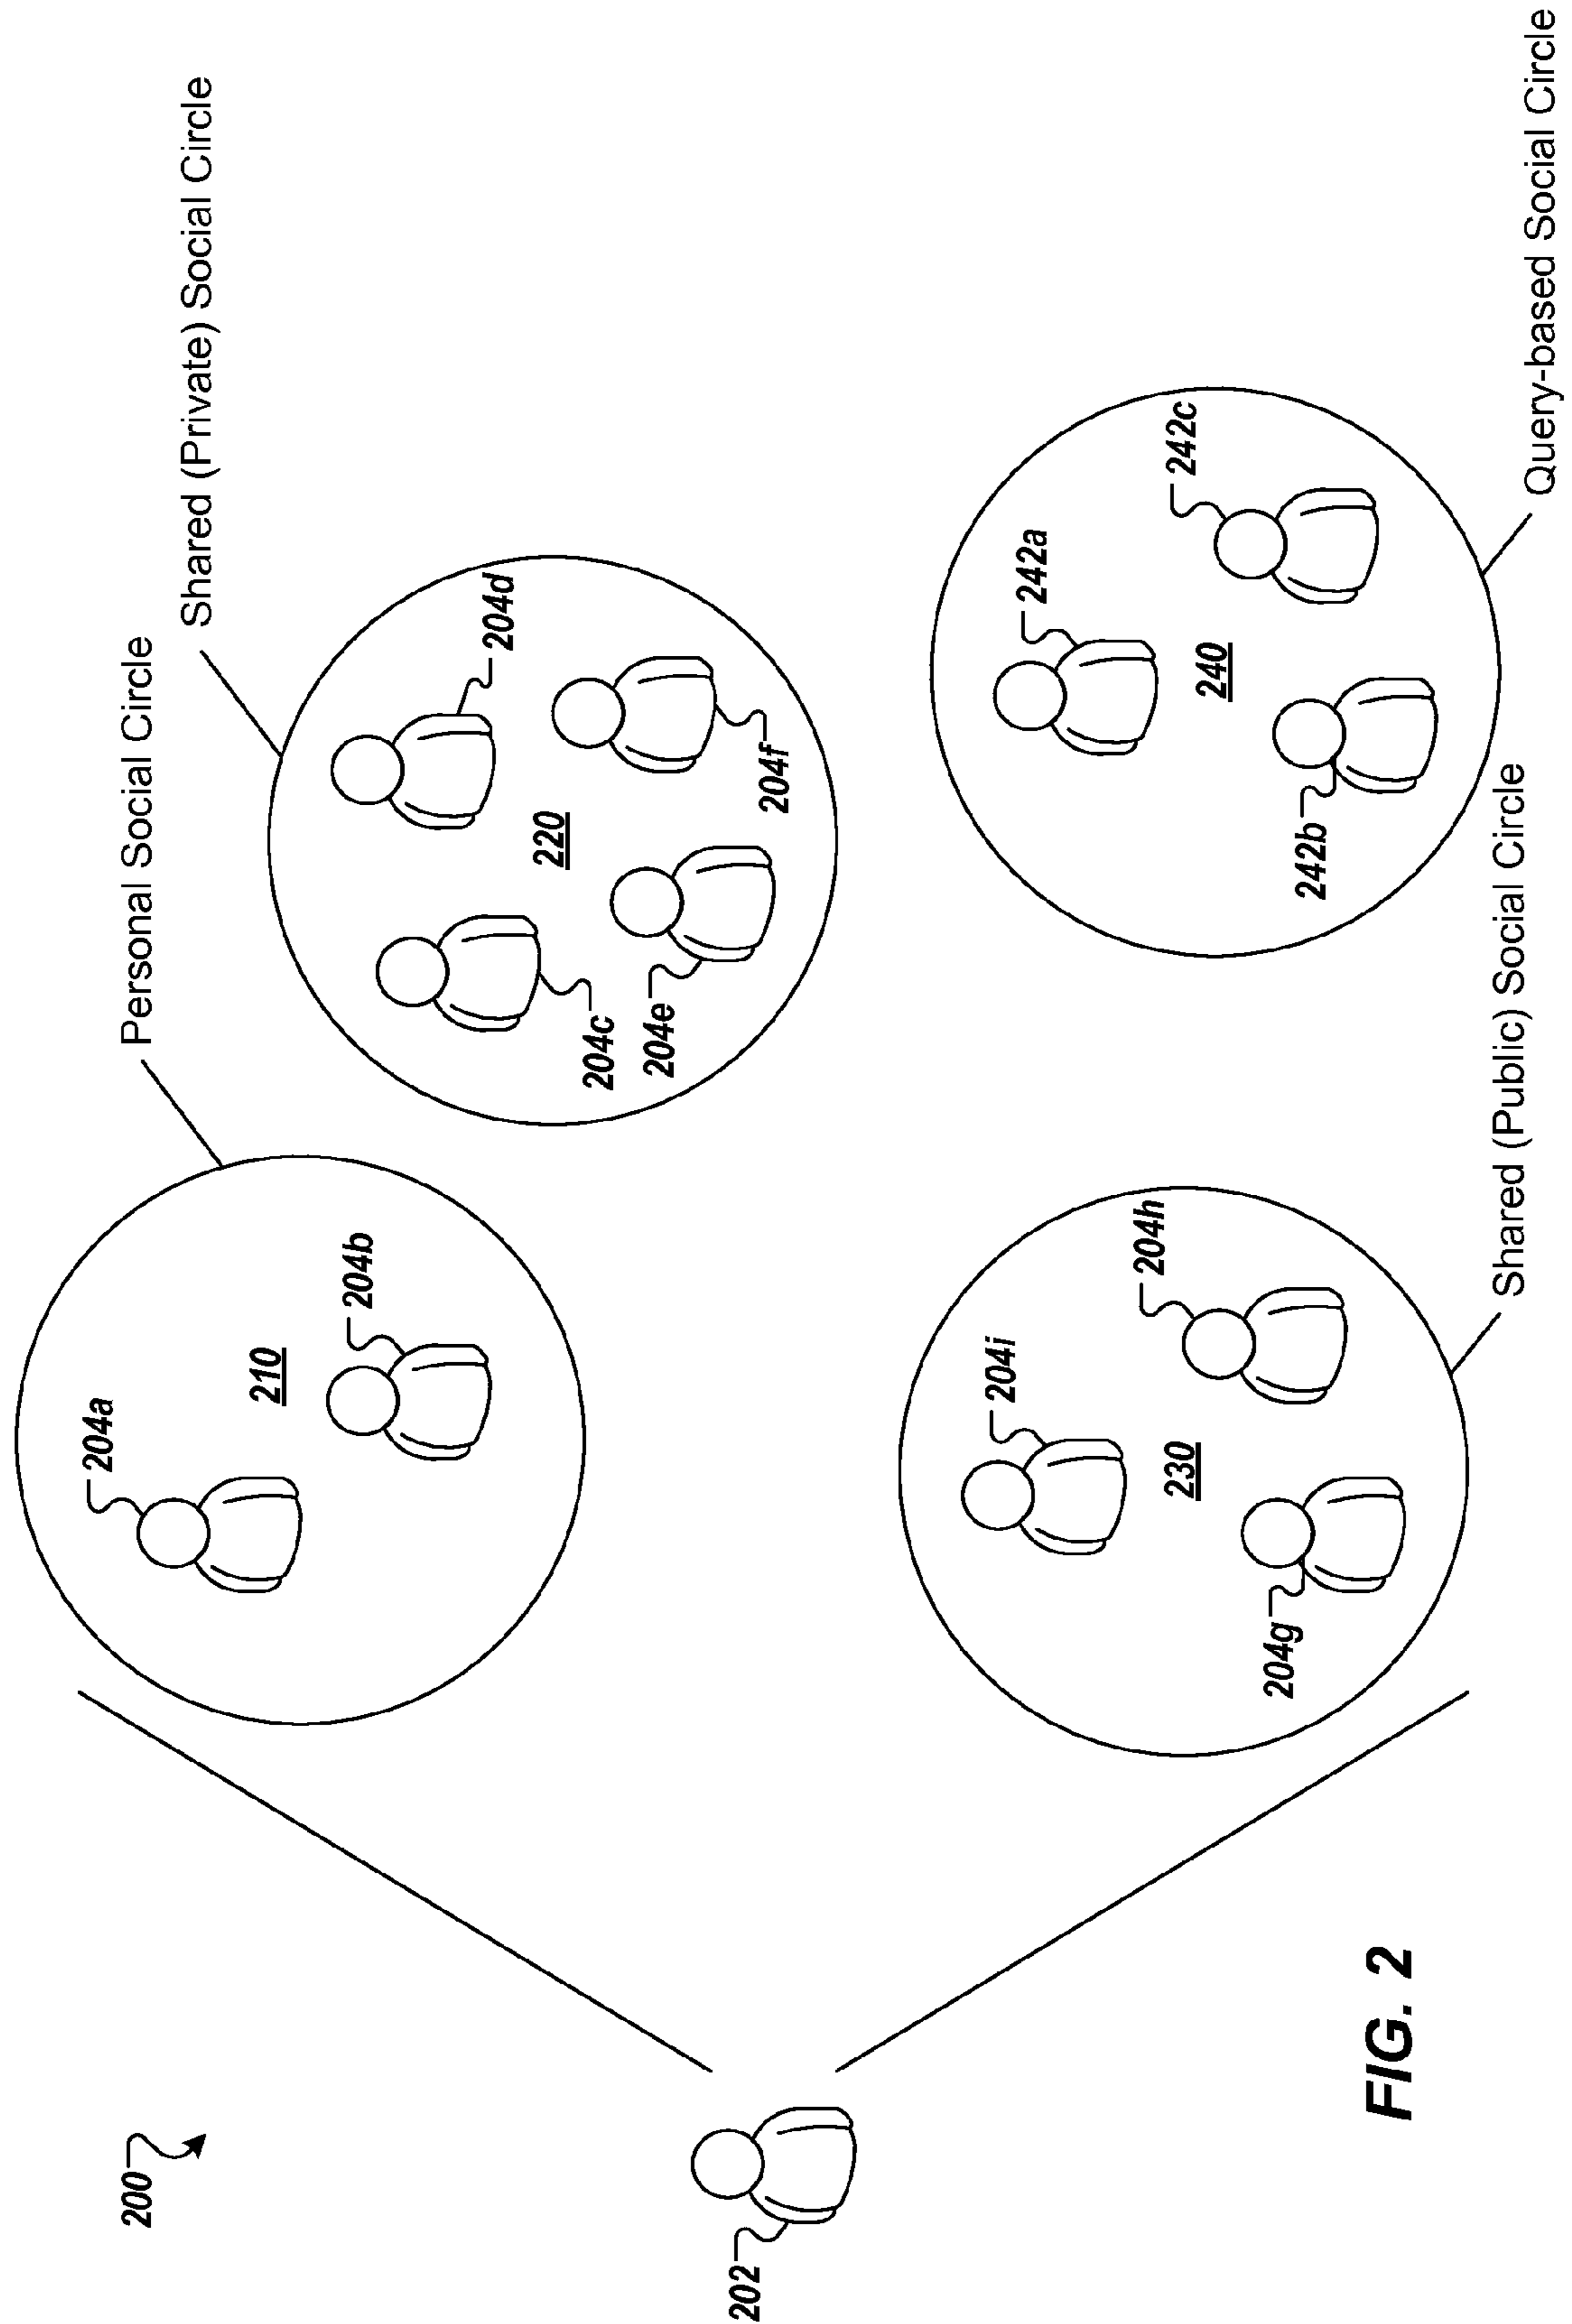 200
Personal Social Circle
Shared (Private) Social Circle
204a
210
204b
204d
220
204c
204e
204f
202
204i
230
204h
204g
242a
240
242c
242b
Shared (Public) Social Circle
Query-based Social Circle
FIG. 2